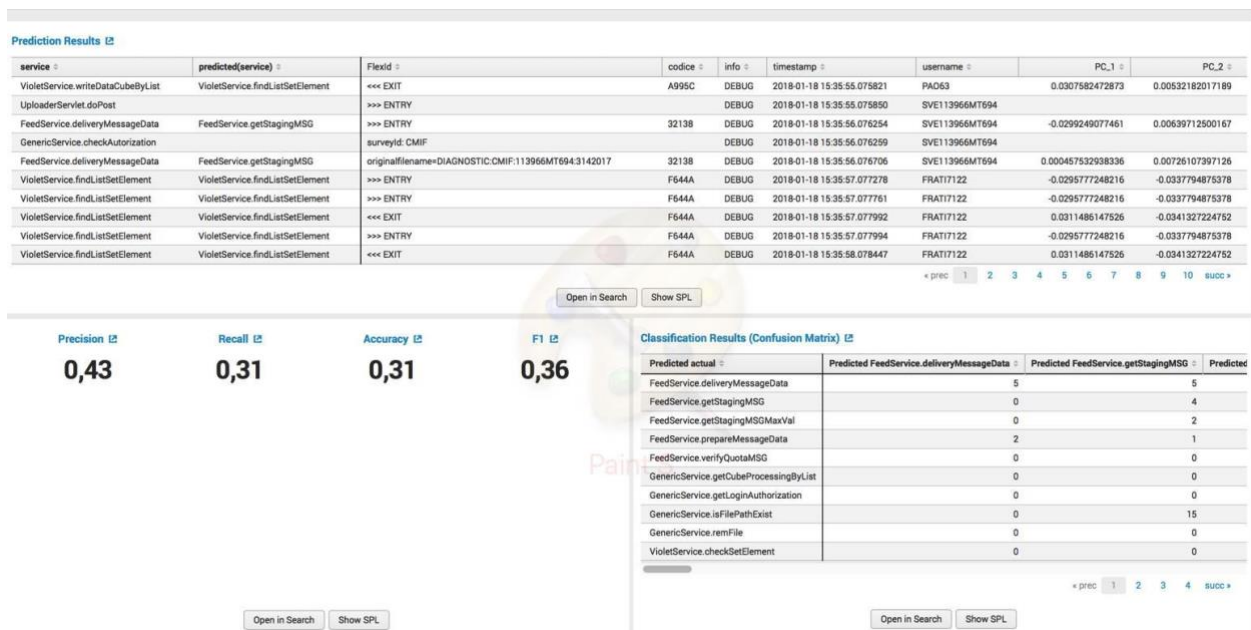 Prediction Results
service predicted(service) FlexId codice info timestamp username PC_1 PC_2
VioletService.writeDataCubeByList VioletService.findListSetElement <<< EXIT A995C DEBUG 2018-01-18 15:35:55.075821 PAO63 0.0307582472873 0.00532182017189
UploaderServlet.doPost >>> ENTRY DEBUG 2018-01-18 15:35:55.075850 SVE113966MT694
FeedService.deliveryMessageData FeedService.getStagingMSG >>> ENTRY 32138 DEBUG 2018-01-18 15:35:56.076254 SVE113966MT694 -0.0299249077461 0.00639712500167
GenericService.checkAutorization surveyId: CMIF DEBUG 2018-01-18 15:35:56.076259 SVE113966MT694
FeedService.deliveryMessageData FeedService.getStagingMSG originalfilename=DIAGNOSTIC:CMIF:113966MT694:3142017 32138 DEBUG 2018-01-18 15:35:56.076706 SVE113966MT694 0.000457532938336 0.00726107397126
VioletService.findListSetElement VioletService.findListSetElement >>> ENTRY F644A DEBUG 2018-01-18 15:35:57.077278 FRATI7122 -0.0295777248216 -0.0337794875378
VioletService.findListSetElement VioletService.findListSetElement >>> ENTRY F644A DEBUG 2018-01-18 15:35:57.077761 FRATI7122 -0.0295777248216 -0.0337794875378
VioletService.findListSetElement VioletService.findListSetElement <<< EXIT F644A DEBUG 2018-01-18 15:35:57.077992 FRATI7122 0.0311486147526 -0.0341327224752
VioletService.findListSetElement VioletService.findListSetElement >>> ENTRY F644A DEBUG 2018-01-18 15:35:57.077994 FRATI7122 -0.0295777248216 -0.0337794875378
VioletService.findListSetElement VioletService.findListSetElement <<< EXIT F644A DEBUG 2018-01-18 15:35:58.078447 FRATI7122 0.0311486147526 -0.0341327224752
« prec 1 2 3 4 5 6 7 8 9 10 succ »
Open in Search Show SPL
Precision Recall Accuracy F1
0,43 0,31 0,31 0,36
Open in Search Show SPL
Classification Results (Confusion Matrix)
Predicted actual Predicted FeedService.deliveryMessageData Predicted FeedService.getStagingMSG Predicted
FeedService.deliveryMessageData 5 5
FeedService.getStagingMSG 0 4
FeedService.getStagingMSGMaxVal 0 2
FeedService.prepareMessageData 2 1
FeedService.verifyQuotaMSG 0 0
GenericService.getCubeProcessingByList 0 0
GenericService.getLoginAuthorization 0 0
GenericService.isFilePathExist 0 15
GenericService.remFile 0 0
VioletService.checkSetElement 0 0
« prec 1 2 3 4 succ »
Open in Search Show SPL